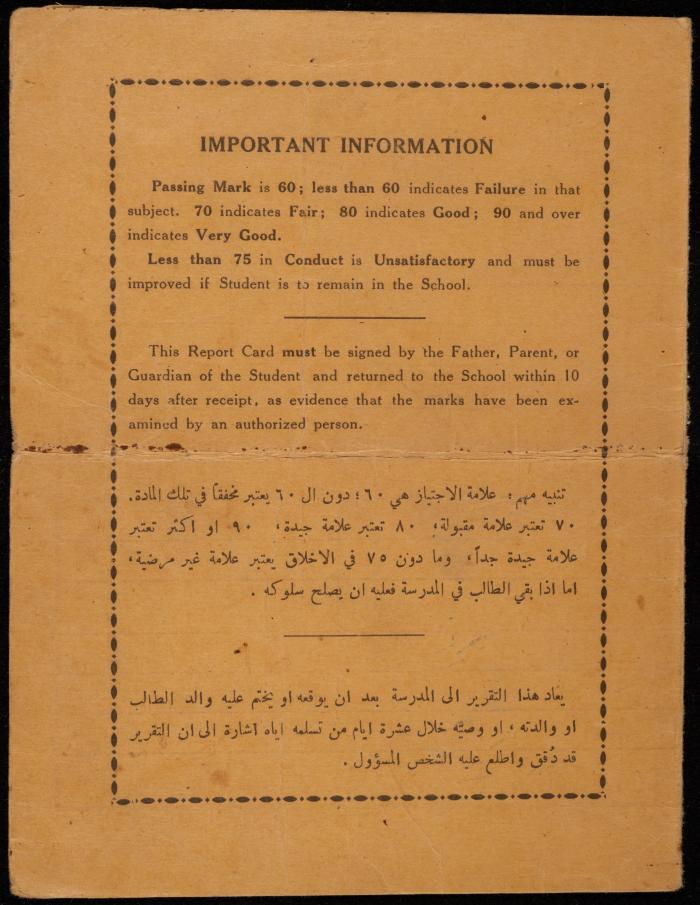 IMPORTANT INFORMATION
Passing Mark is 60; less than 60 indicates Failure in that
subject. 70 indicates Fair; 80 indicates Good; 90 and over
indicates Very Good.
Less than 75 in Conduct is Unsatisfactory and must be
improved if Student is to remain in the School.
This Report Card must be signed by the Father, Parent, or
Guardian of the Student and returned to the School within 10
days after receipt, as evidence that the marks have been ex-
amined by an authorized person.
تنبيه مهم: علامة الاجتياز هي ٦٠؛ دون ال ٦٠ يعتبر مخفقاً في تلك المادة.
٧٠ تعتبر علامة مقبولة؛ ٨٠ تعتبر علامة جيدة، ٩٠ او اكثر تعتبر
علامة جيدة جداً، وما دون ٧٥ في الاخلاق يعتبر علامة غير مرضية،
اما اذا بقي الطالب في المدرسة فعليه ان يصلح سلوكه .
يعاد هذا التقرير الى المدرسة بعد ان يوقعه او يختم عليه والد الطالب
او والدته ، او وصيّه خلال عشرة ايام من تسلمه اياه اشارة الى ان التقرير
قد دُقق واطلع عليه الشخص المسؤول .